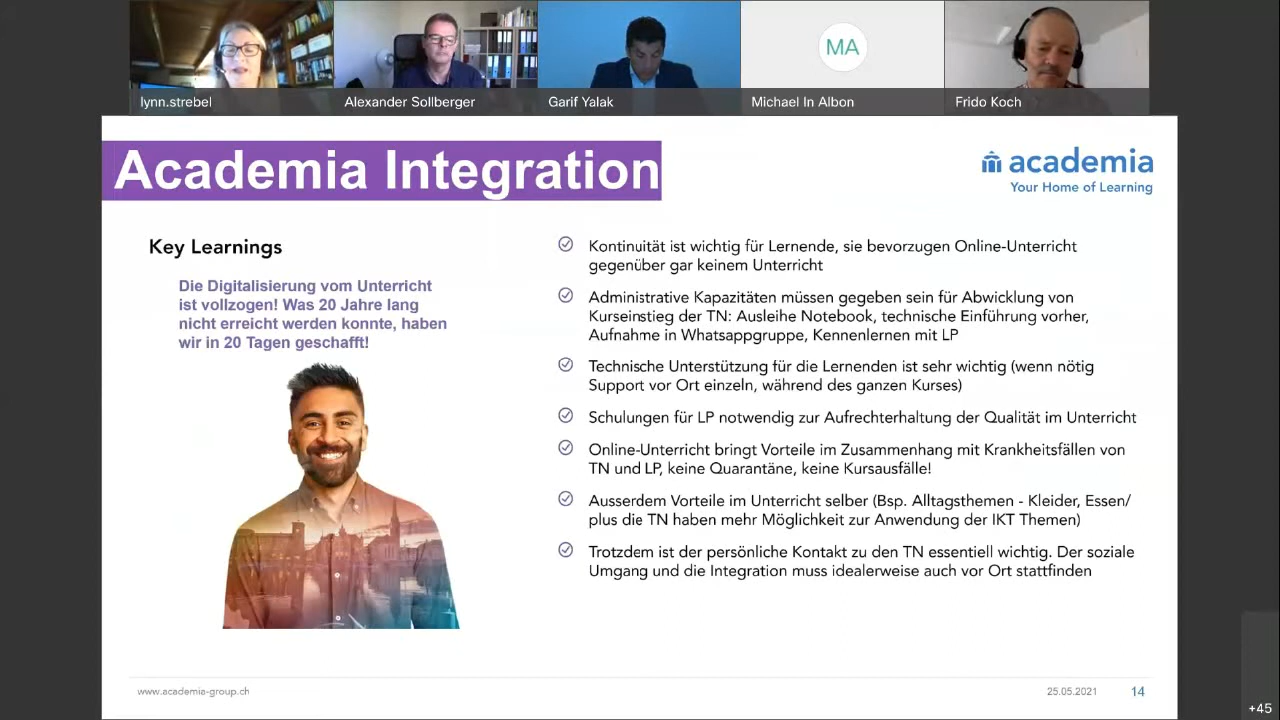 lynn.strebel
Alexander Sollberger
Garif Yalak
MA
Michael In Albon
Frido Koch
Academia Integration
academia
Your Home of Learning
Key Learnings
Die Digitalisierung vom Unterricht
ist vollzogen! Was 20 Jahre lang
nicht erreicht werden konnte, haben
wir in 20 Tagen geschafft!
Kontinuität ist wichtig für Lernende, sie bevorzugen Online-Unterricht
gegenüber gar keinem Unterricht
Administrative Kapazitäten müssen gegeben sein für Abwicklung von
Kurseinstieg der TN: Ausleihe Notebook, technische Einführung vorher,
Aufnahme in Whatsappgruppe, Kennenlernen mit LP
Technische Unterstützung für die Lernenden ist sehr wichtig (wenn nötig
Support vor Ort einzeln, während des ganzen Kurses)
Schulungen für LP notwendig zur Aufrechterhaltung der Qualität im Unterricht
Online-Unterricht bringt Vorteile im Zusammenhang mit Krankheitsfällen von
TN und LP, keine Quarantäne, keine Kursausfälle!
Ausserdem Vorteile im Unterricht selber (Bsp. Alltagsthemen - Kleider, Essen/
plus die TN haben mehr Möglichkeit zur Anwendung der IKT Themen)
Trotzdem ist der persönliche Kontakt zu den TN essentiell wichtig. Der soziale
Umgang und die Integration muss idealerweise auch vor Ort stattfinden
www.academia-group.ch
25.05.2021
14
+45